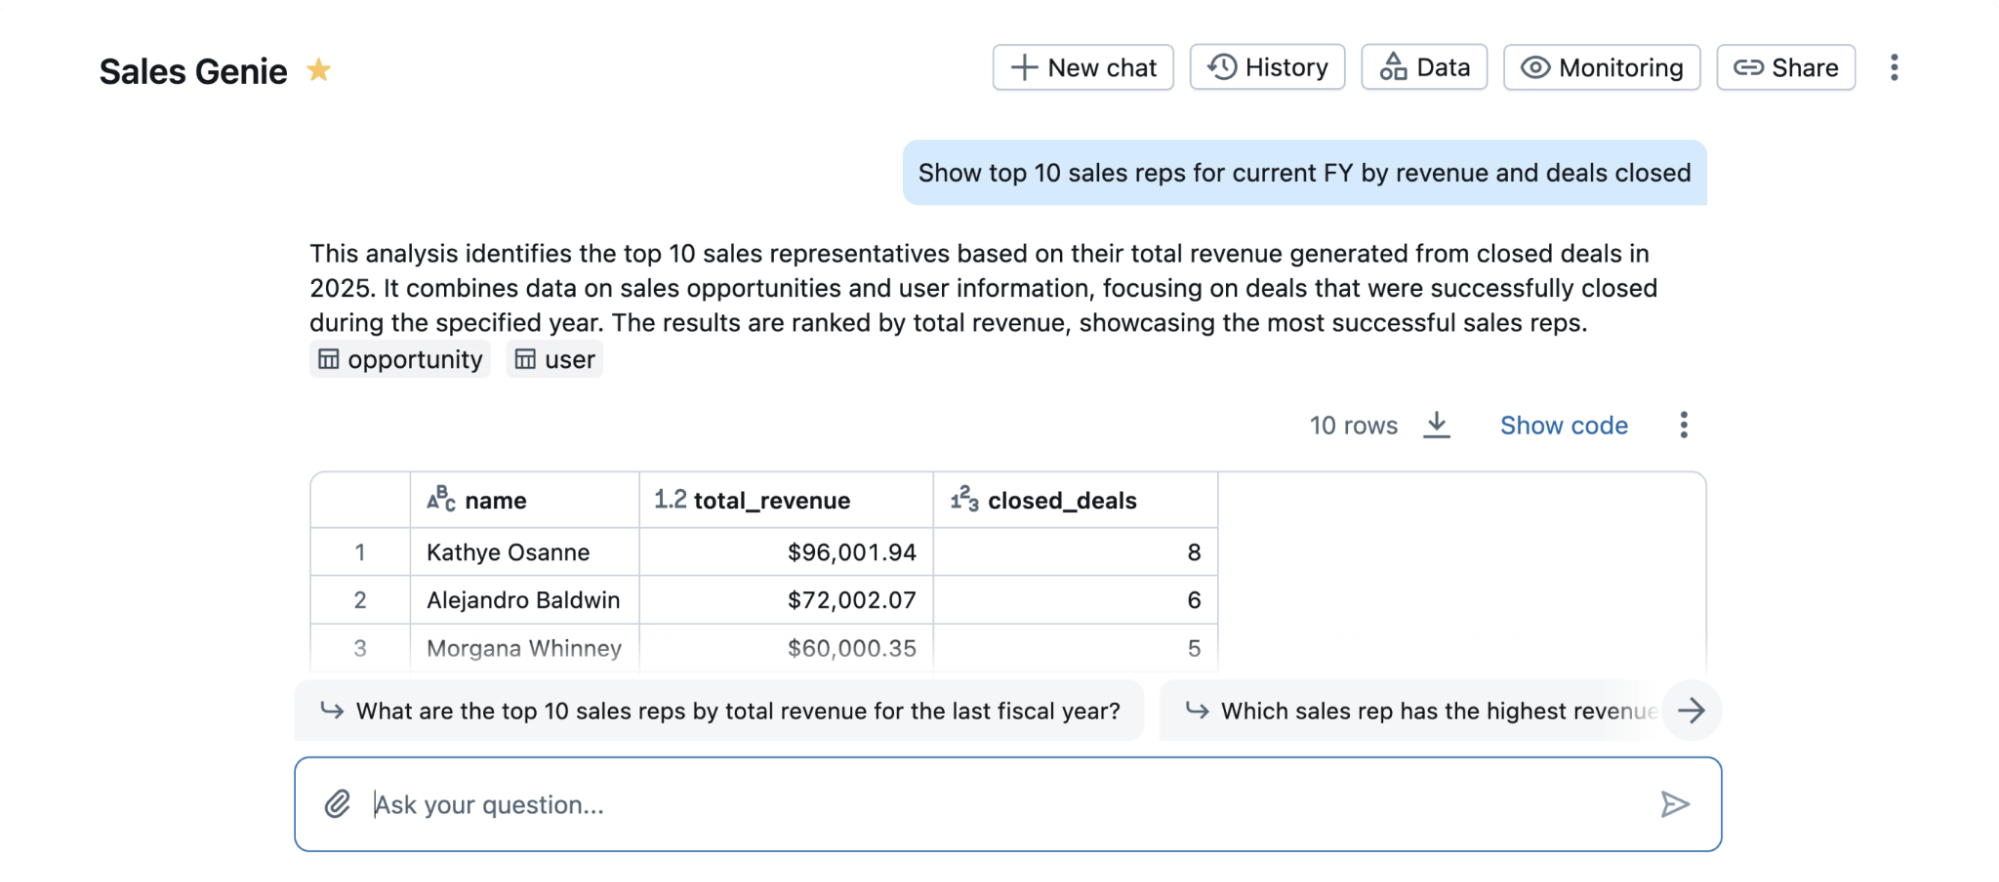 Sales Genie
New chat
History
Data
Monitoring
Share
Show top 10 sales reps for current FY by revenue and deals closed
This analysis identifies the top 10 sales representatives based on their total revenue generated from closed deals in
2025. It combines data on sales opportunities and user information, focusing on deals that were successfully closed
during the specified year. The results are ranked by total revenue, showcasing the most successful sales reps.
opportunity user
10 rows Show code
ABC name 1.2 total_revenue 123 closed_deals
1 Kathye Osanne $96,001.94 8
2 Alejandro Baldwin $72,002.07 6
3 Morgana Whinney $60,000.35 5
What are the top 10 sales reps by total revenue for the last fiscal year?
Which sales rep has the highest revenue
Ask your question...